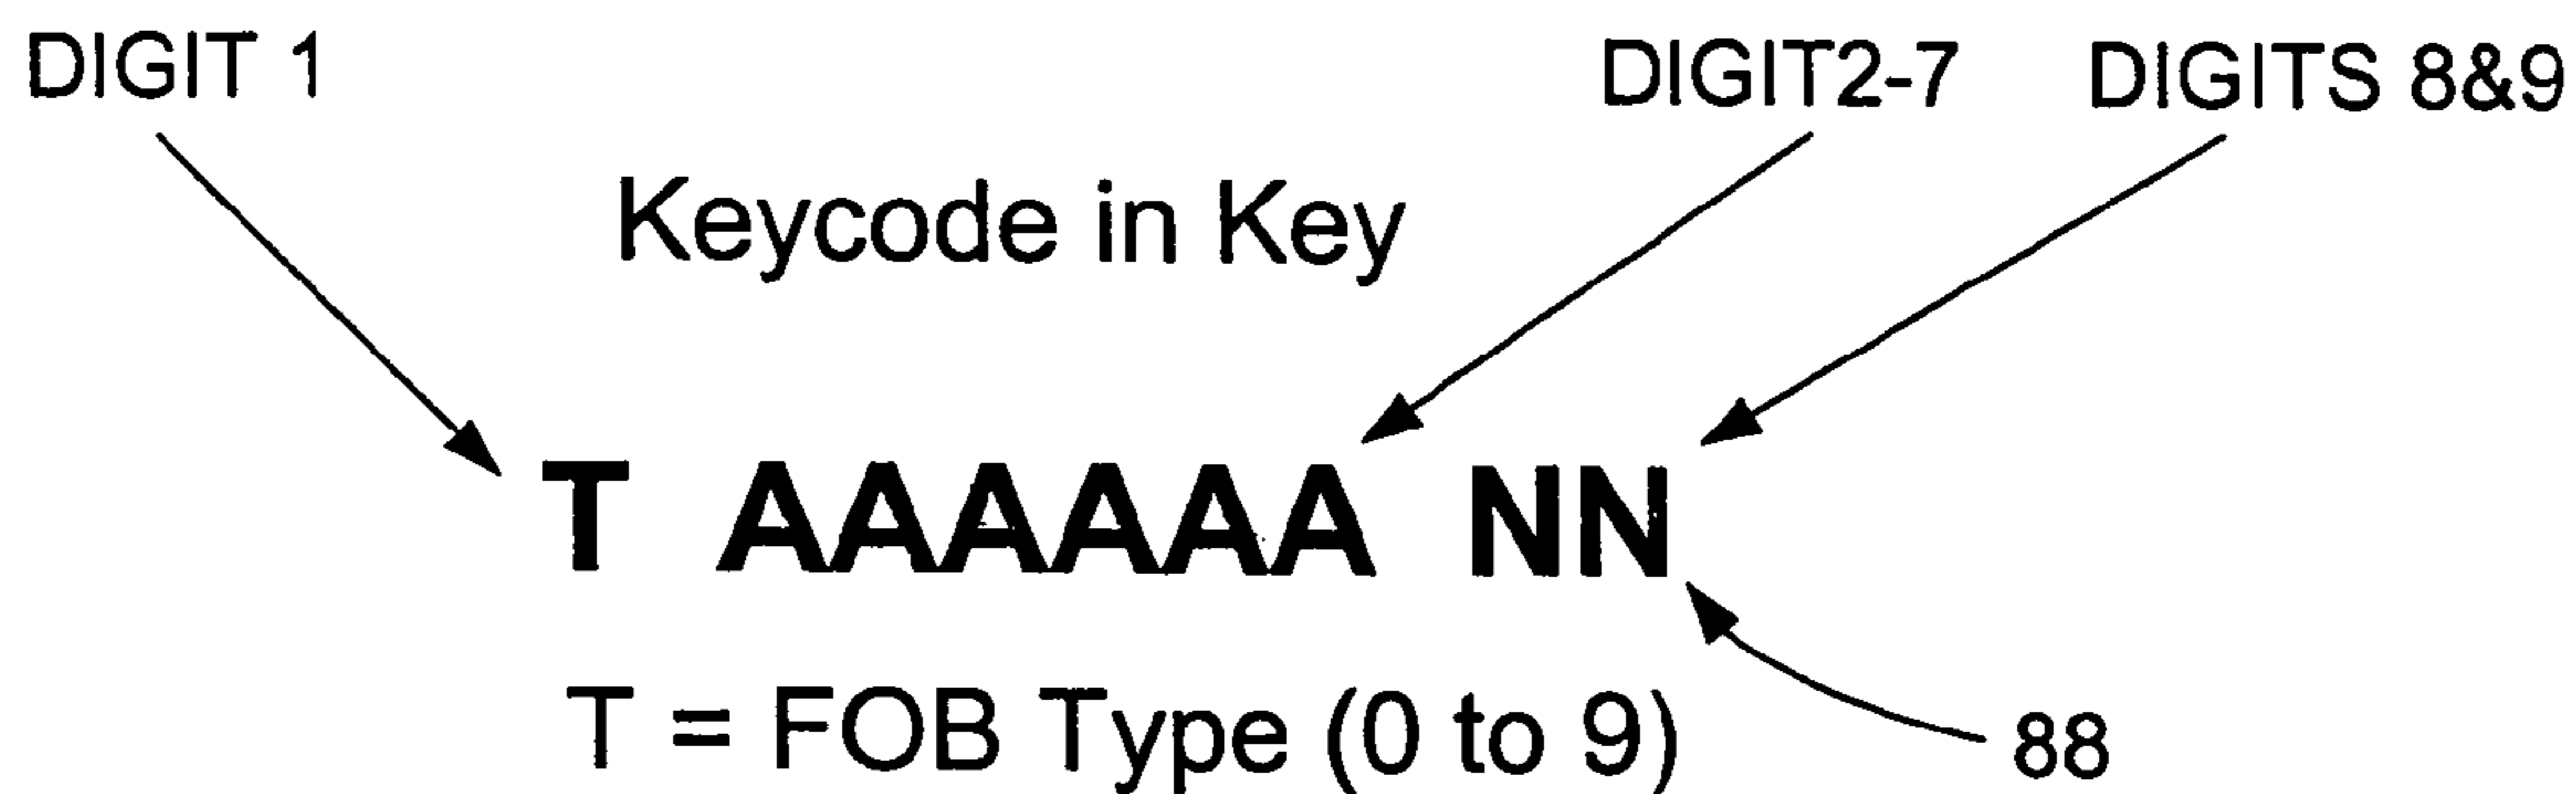 DIGIT 1 DIGIT2-7 DIGITS 8&9
Keycode in Key
T AAAAAA NN
T = FOB Type (0 to 9)
88